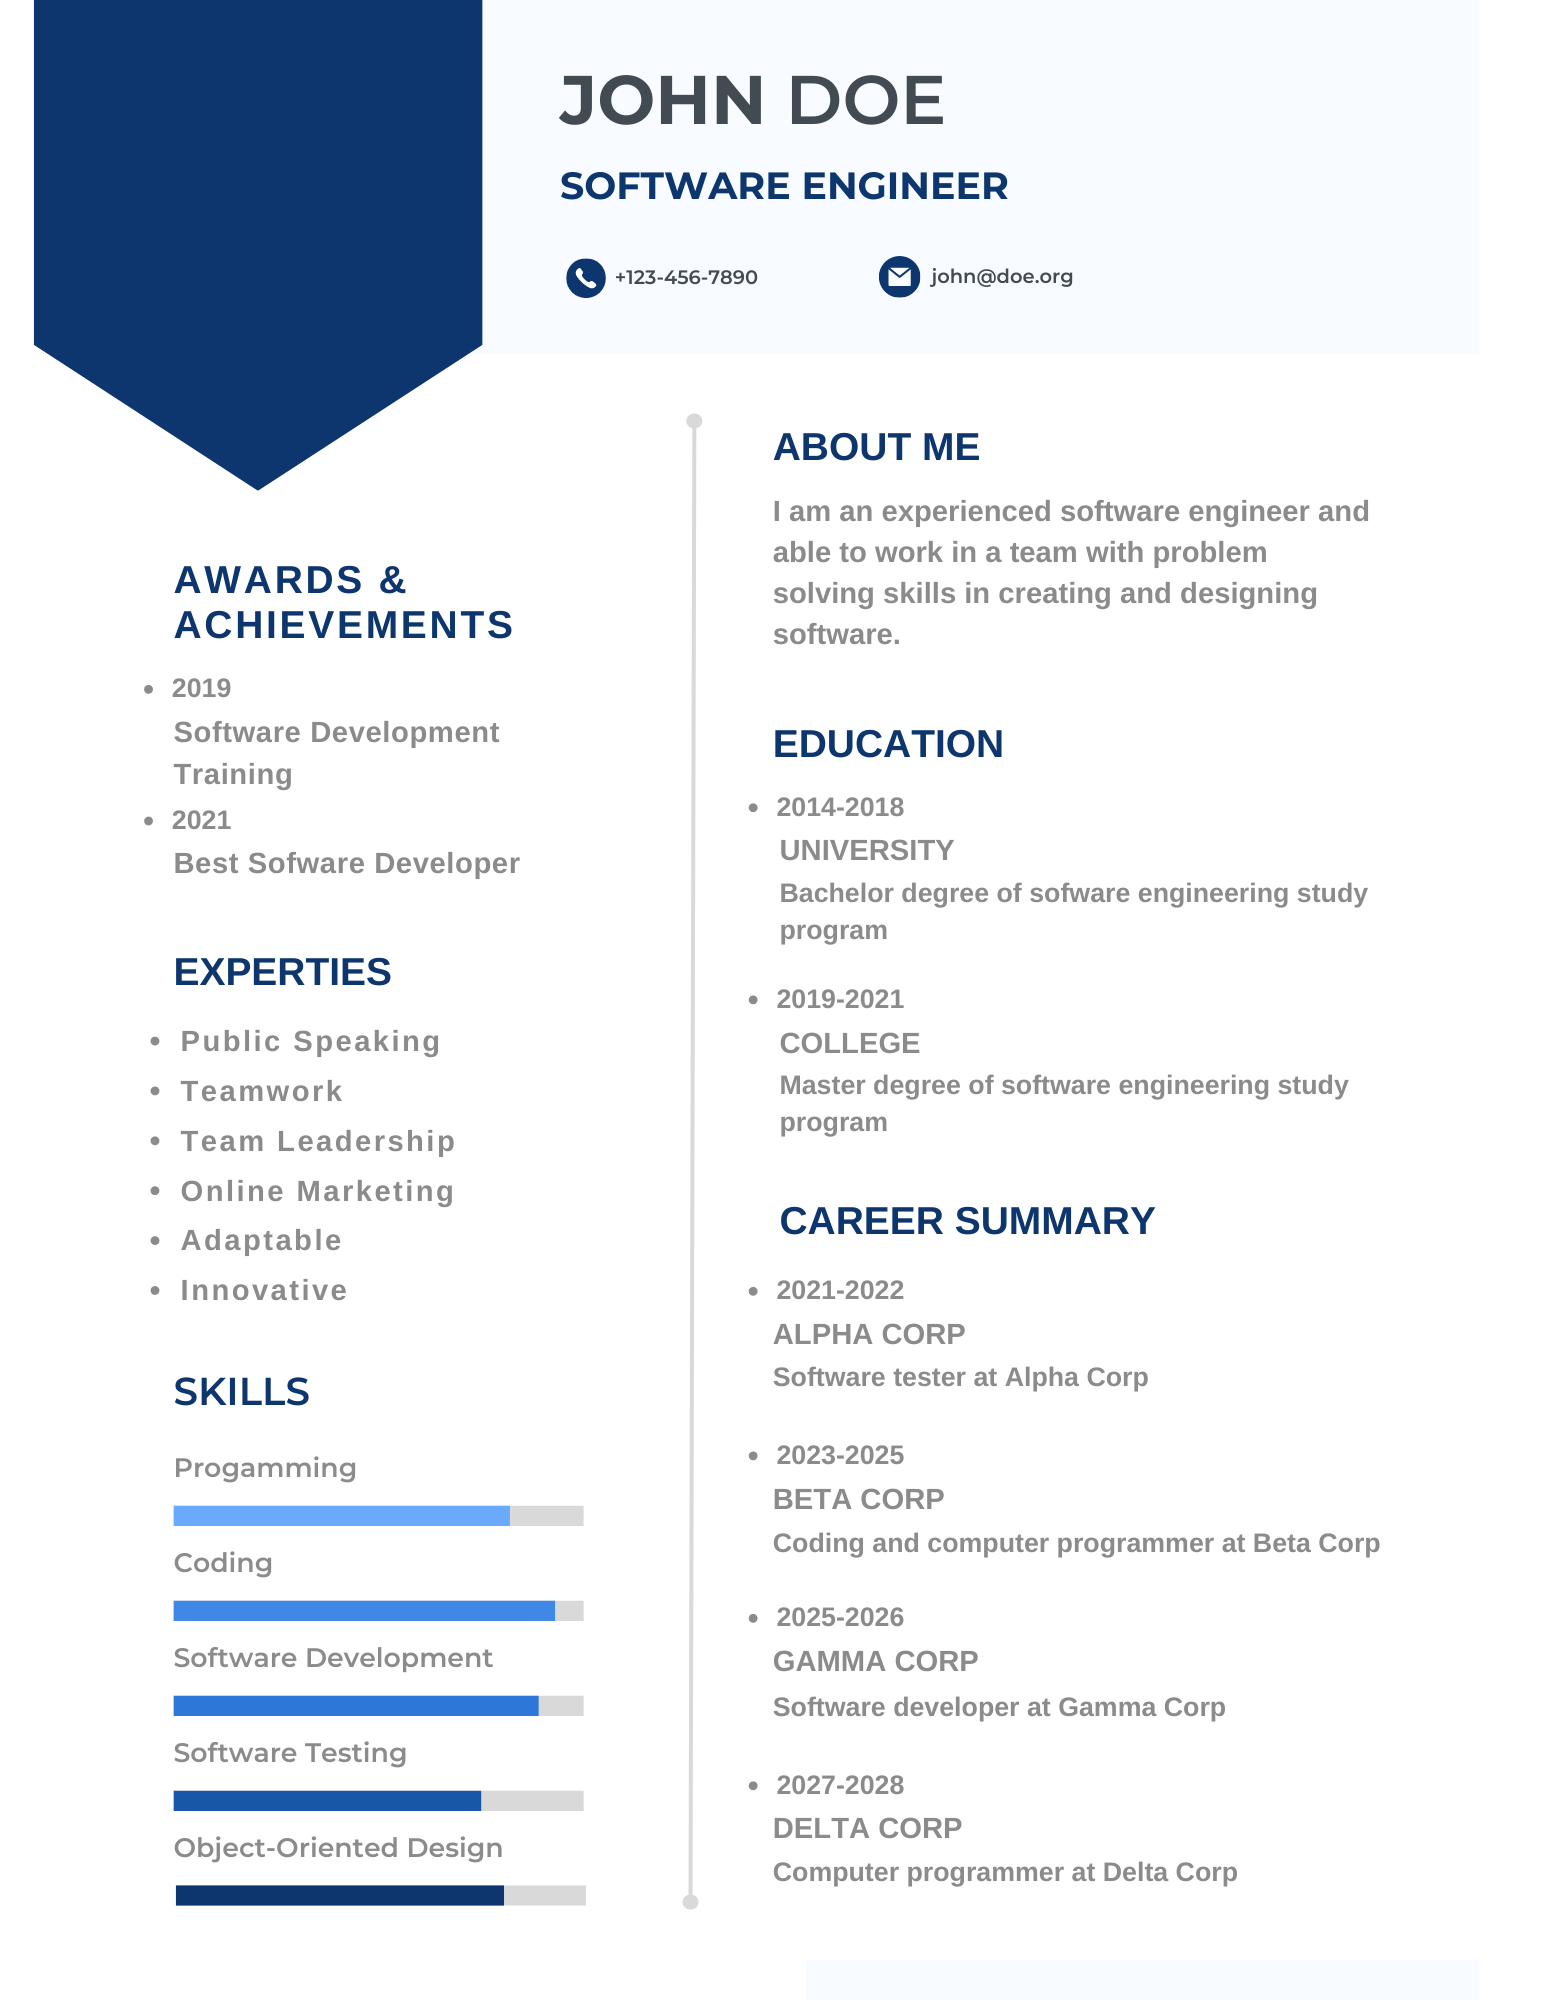 JOHN DOE
SOFTWARE ENGINEER
+123-456-7890
john@doe.org
AWARDS &
ACHIEVEMENTS
• 2019
Software Development
Training
• 2021
Best Sofware Developer
EXPERTIES
• Public Speaking
• Teamwork
• Team Leadership
• Online Marketing
• Adaptable
• Innovative
SKILLS
Progamming
Coding
Software Development
Software Testing
Object-Oriented Design
ABOUT ME
I am an experienced software engineer and
able to work in a team with problem
solving skills in creating and designing
software.
EDUCATION
• 2014-2018
UNIVERSITY
Bachelor degree of sofware engineering study
program
• 2019-2021
COLLEGE
Master degree of software engineering study
program
CAREER SUMMARY
• 2021-2022
ALPHA CORP
Software tester at Alpha Corp
• 2023-2025
BETA CORP
Coding and computer programmer at Beta Corp
• 2025-2026
GAMMA CORP
Software developer at Gamma Corp
• 2027-2028
DELTA CORP
Computer programmer at Delta Corp